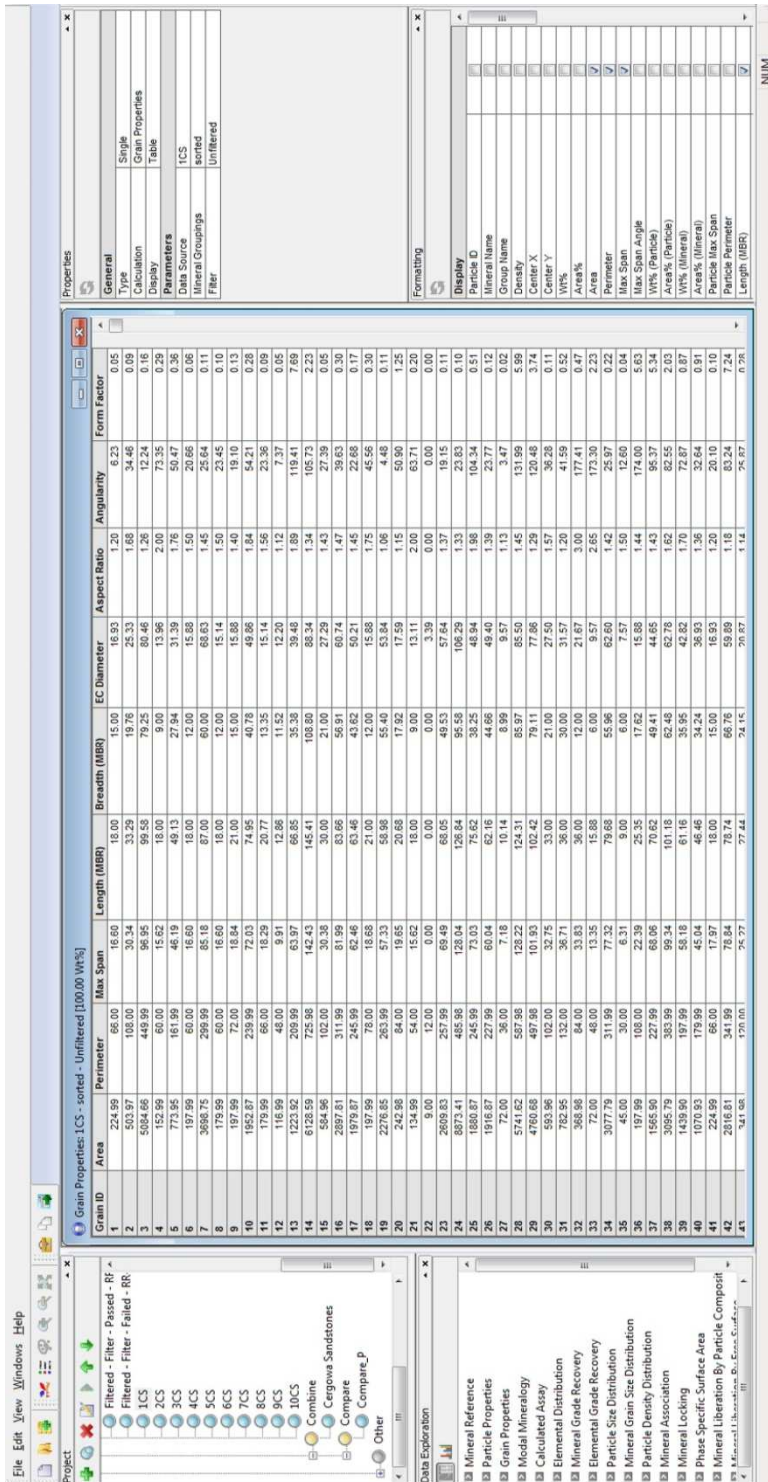 File Edit View Windows Help
Project
Filtered - Filter - Passed - RF
Filtered - Filter - Failed - RR-
1CS
2CS
3CS
4CS
5CS
6CS
7CS
8CS
9CS
10CS
Combine
Cergowa Sandstones
Compare
Compare_P
Other
Data Exploration
Mineral Reference
Particle Properties
Grain Properties
Modal Mineralogy
Calculated Assay
Elemental Distribution
Mineral Grade Recovery
Elemental Grade Recovery
Particle Size Distribution
Mineral Grain Size Distribution
Particle Density Distribution
Mineral Association
Mineral Locking
Phase Specific Surface Area
Mineral Liberation By Particle Composit
Mineral Liberation By Free Surface
Grain Properties: 1CS - sorted - Unfiltered [100.00 Wt%]
Grain ID Area Perimeter Max Span Length (MBR) Breadth (MBR) EC Diameter Aspect Ratio Angularity Form Factor
1 224.99 66.00 16.60 18.00 15.00 16.93 1.20 6.23 0.05
2 503.97 108.00 30.34 33.29 19.76 25.33 1.68 34.46 0.09
3 5084.66 449.99 96.95 99.58 79.25 80.46 1.26 12.24 0.16
4 152.99 60.00 15.62 18.00 9.00 13.96 2.00 73.35 0.29
5 773.95 161.99 46.19 49.13 27.94 31.39 1.76 50.47 0.36
6 197.99 60.00 16.60 18.00 12.00 15.88 1.50 20.66 0.06
7 3698.75 299.99 85.18 87.00 60.00 68.63 1.45 25.64 0.11
8 179.99 60.00 16.60 18.00 12.00 15.14 1.50 23.45 0.10
9 197.99 72.00 18.84 21.00 15.00 15.88 1.40 19.10 0.13
10 1952.87 239.99 72.03 74.95 40.78 49.86 1.84 54.21 0.28
11 179.99 66.00 18.29 20.77 13.35 15.14 1.56 23.36 0.09
12 116.99 48.00 9.91 12.86 11.52 12.20 1.12 7.37 0.05
13 1223.92 209.99 63.97 66.85 35.38 39.48 1.89 119.41 7.69
14 6128.59 725.98 142.43 145.41 108.80 88.34 1.34 105.73 2.23
15 584.96 102.00 30.38 30.00 21.00 27.29 1.43 27.39 0.05
16 2897.81 311.99 81.99 83.66 56.91 60.74 1.47 39.63 0.30
17 1979.87 245.99 62.46 63.46 43.62 50.21 1.45 22.68 0.17
18 197.99 78.00 18.68 21.00 12.00 15.88 1.75 45.56 0.30
19 2276.85 263.99 57.33 58.98 55.40 53.84 1.06 4.48 0.11
20 242.98 84.00 19.65 20.68 17.92 17.59 1.15 50.90 1.25
21 134.99 54.00 15.62 18.00 9.00 13.11 2.00 63.71 0.20
22 9.00 12.00 0.00 0.00 0.00 3.39 0.00 0.00 0.00
23 2609.83 257.99 69.49 68.05 49.53 57.64 1.37 19.15 0.11
24 8873.41 485.98 128.04 126.84 95.58 106.29 1.33 23.83 0.10
25 1880.87 245.99 73.03 75.62 38.25 48.94 1.98 104.34 0.51
26 1916.87 227.99 60.04 62.16 44.66 49.40 1.39 23.77 0.12
27 72.00 36.00 7.18 10.14 8.99 9.57 1.13 3.47 0.02
28 5741.62 587.98 128.22 124.31 85.97 85.50 1.45 131.99 5.99
29 4760.68 497.98 101.93 102.42 79.11 77.86 1.29 120.48 3.74
30 593.96 102.00 32.75 33.00 21.00 27.50 1.57 36.28 0.11
31 782.95 132.00 36.71 36.00 30.00 31.57 1.20 41.59 0.52
32 368.98 84.00 33.83 36.00 12.00 21.67 3.00 177.41 0.47
33 72.00 48.00 13.35 15.88 6.00 9.57 2.65 173.30 2.23
34 3077.79 311.99 77.32 79.68 55.96 62.60 1.42 25.97 0.22
35 45.00 30.00 6.31 9.00 6.00 7.57 1.50 12.60 0.04
36 197.99 108.00 22.39 25.35 17.62 15.88 1.44 174.00 5.63
37 1565.90 227.99 68.06 70.62 49.41 44.65 1.43 95.37 5.34
38 3095.79 383.99 99.34 101.18 62.48 62.78 1.62 82.55 2.03
39 1439.90 197.99 58.18 61.16 35.95 42.82 1.70 72.87 0.87
40 1070.93 179.99 45.04 46.46 34.24 36.93 1.36 32.64 0.91
41 224.99 66.00 17.97 18.00 15.00 16.93 1.20 20.10 0.10
42 2816.81 341.99 78.84 78.74 66.76 59.89 1.18 83.24 7.24
341.98 120.00 25.27 27.44 24.15 20.87 1.14 25.87 0.28
Properties
General
Type Single
Calculation Grain Properties
Display Table
Parameters
Data Source 1CS
Mineral Groupings sorted
Filter Unfiltered
Formatting
Display
Particle ID
Mineral Name
Group Name
Density
Center X
Center Y
Wt%
Area%
Area
Perimeter
Max Span
Max Span Angle
Wt% (Particle)
Area% (Particle)
Wt% (Mineral)
Area% (Mineral)
Particle Max Span
Particle Perimeter
Length (MBR)
NUM